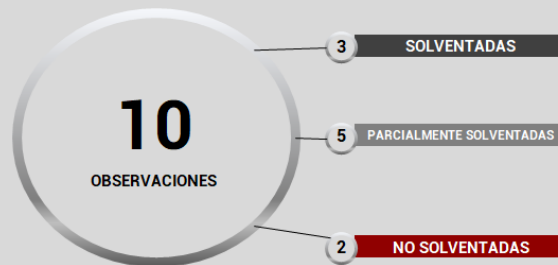 10
OBSERVACIONES
3 SOLVENTADAS
5 PARCIALMENTE SOLVENTADAS
2 NO SOLVENTADAS